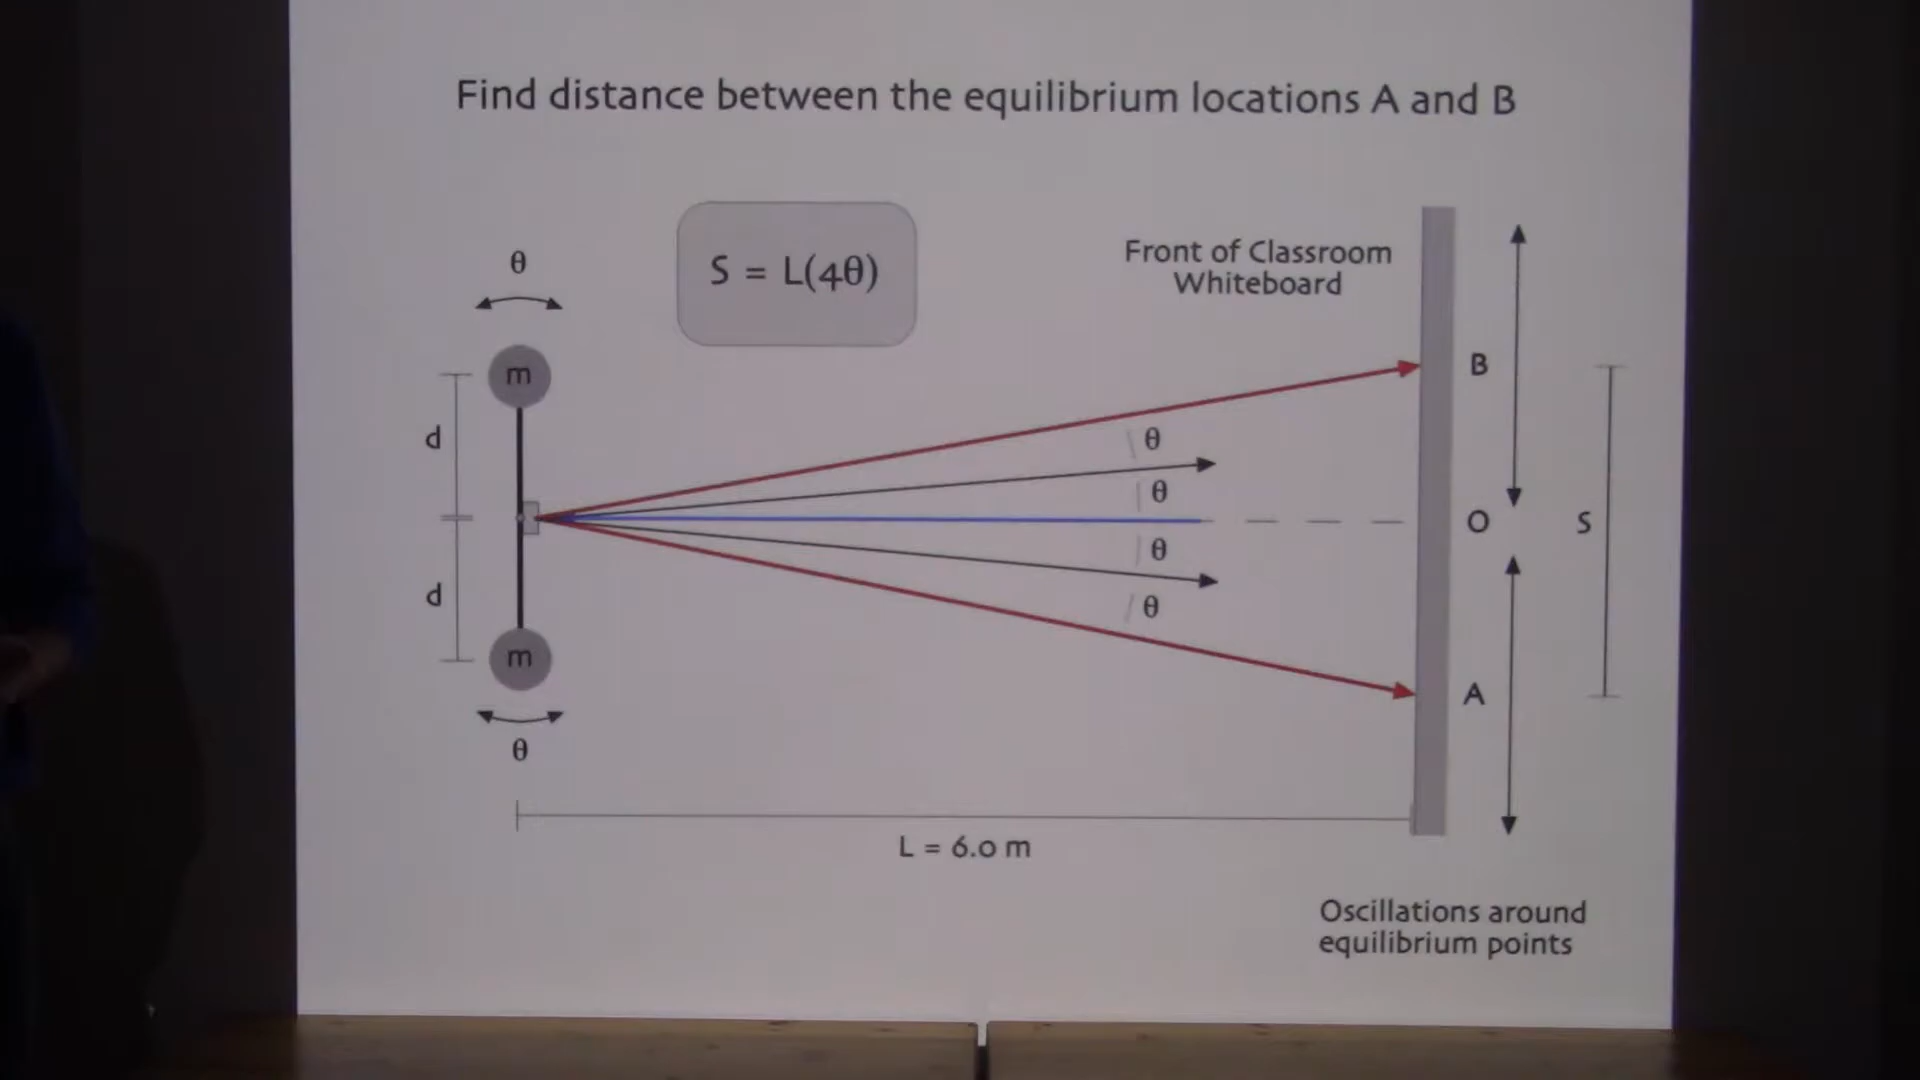 Find distance between the equilibrium locations A and B
θ
S = L(4θ)
Front of Classroom
Whiteboard
m
B
d
θ
θ
O
S
θ
d
θ
m
A
θ
L = 6.0 m
Oscillations around
equilibrium points